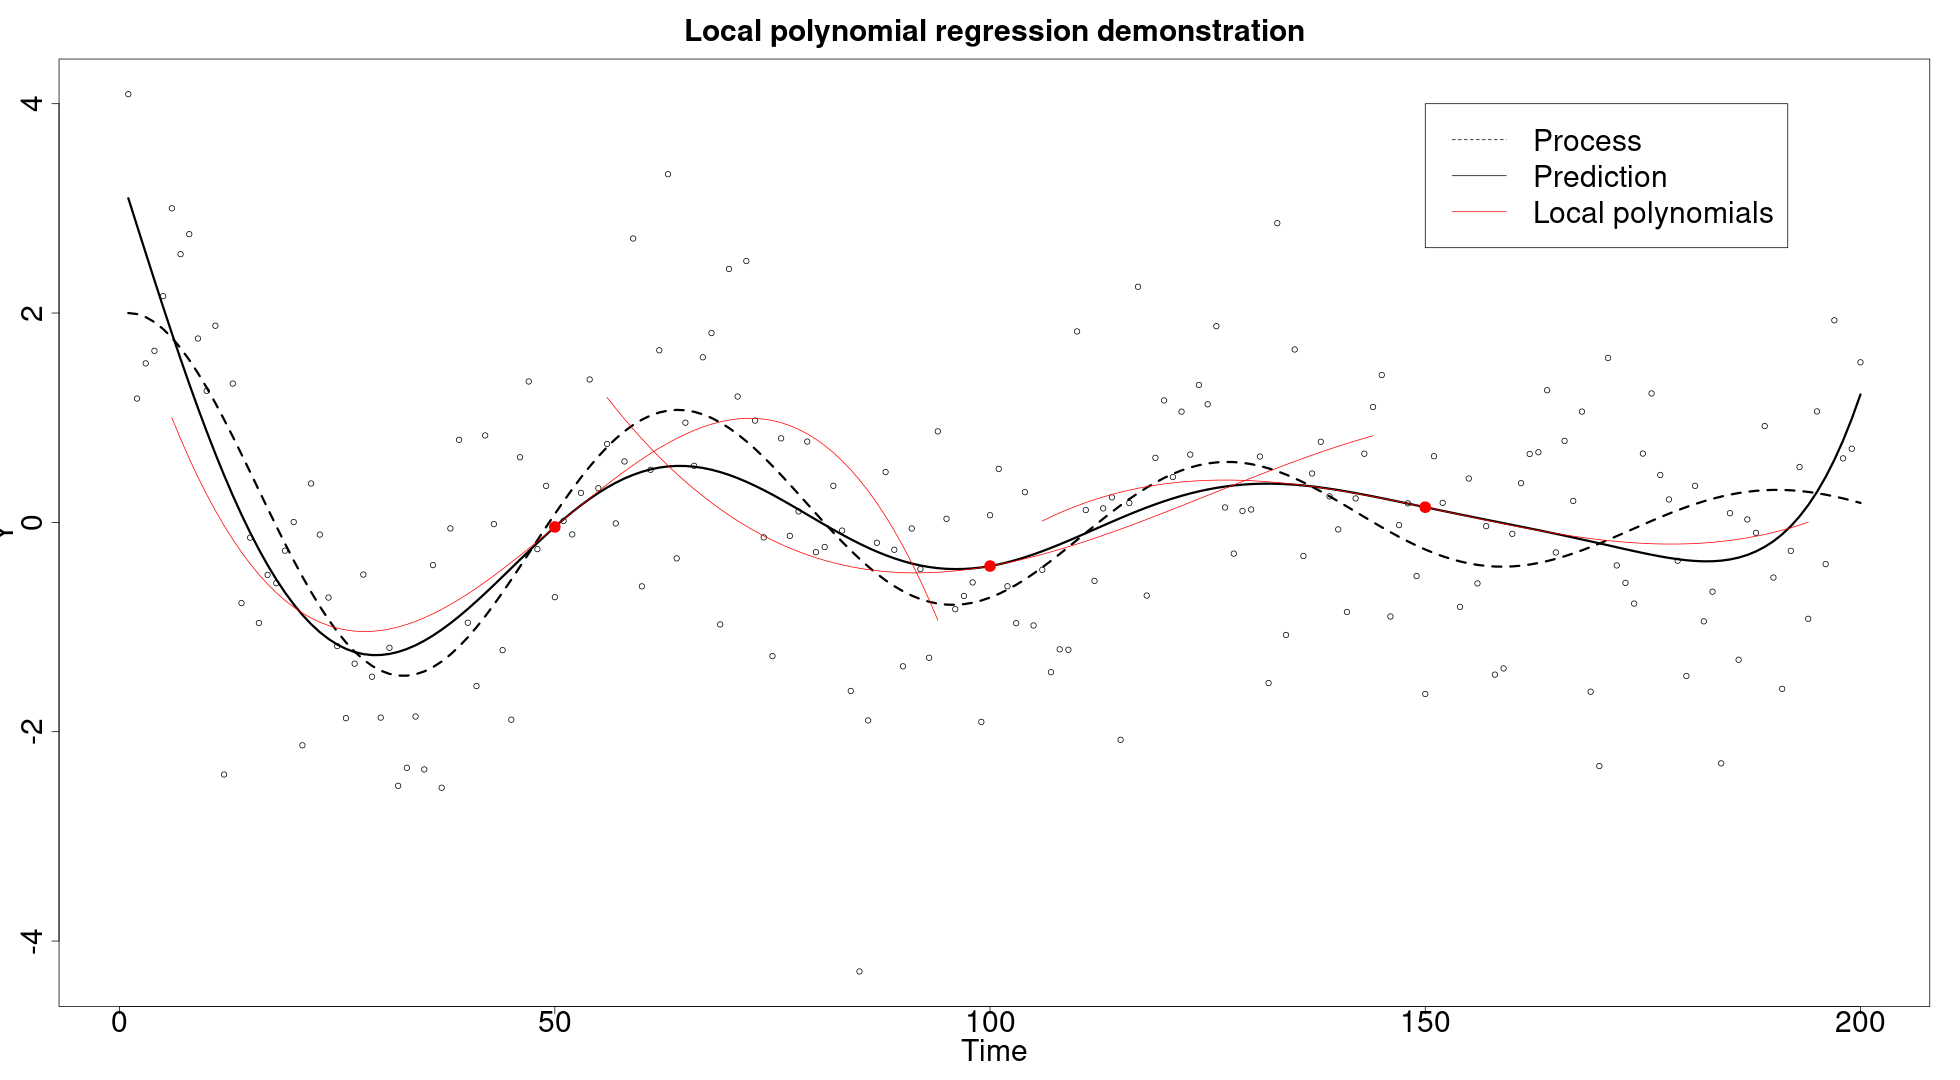 Local polynomial regression demonstration
4
2
0
-2
-4
Y
Process
Prediction
Local polynomials
0 50 100 150 200
Time